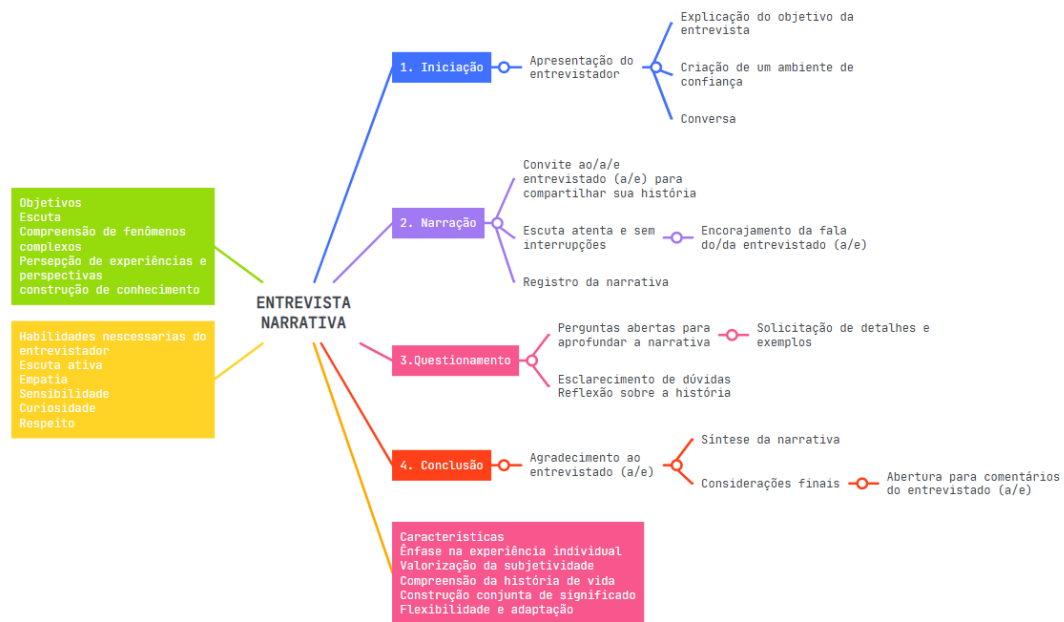 ENTREVISTA
NARRATIVA
Objetivos
Escuta
Compreensão de fenômenos
complexos
Persepção de experiências e
perspectivas
construção de conhecimento
Habilidades nescessarias do
entrevistador
Escuta ativa
Empatia
Sensibilidade
Curiosidade
Respeito
1. Iniciação
Apresentação do
entrevistador
Explicação do objetivo da
entrevista
Criação de um ambiente de
confiança
Conversa
2. Narração
Convite ao/a/e
entrevistado (a/e) para
compartilhar sua história
Escuta atenta e sem
interrupções
Encorajamento da fala
do/da entrevistado (a/e)
Registro da narrativa
3.Questionamento
Perguntas abertas para
aprofundar a narrativa
Solicitação de detalhes e
exemplos
Esclarecimento de dúvidas
Reflexão sobre a história
4. Conclusão
Agradecimento ao
entrevistado (a/e)
Síntese da narrativa
Considerações finais
Abertura para comentários
do entrevistado (a/e)
Características
Ênfase na experiência individual
Valorização da subjetividade
Compreensão da história de vida
Construção conjunta de significado
Flexibilidade e adaptação